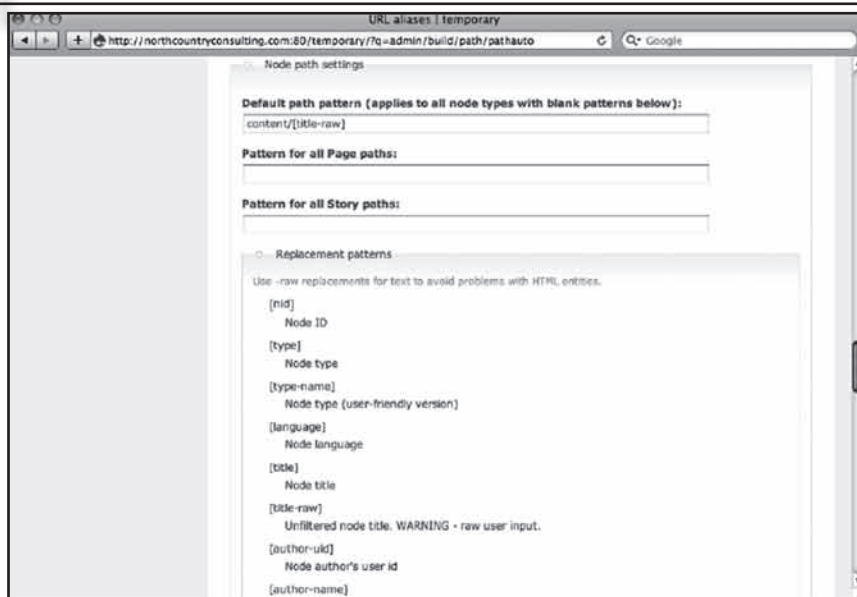 URL aliases | temporary
http://northcountryconsulting.com:80/temporary/?q=admin/build/path/pathauto
Google
Node path settings
Default path pattern (applies to all node types with blank patterns below):
content/[title-raw]
Pattern for all Page paths:
Pattern for all Story paths:
Replacement patterns
Use -raw replacements for text to avoid problems with HTML entities.
[nid]
Node ID
[type]
Node type
[type-name]
Node type (user-friendly version)
[language]
Node language
[title]
Node title
[title-raw]
Unfiltered node title. WARNING - raw user input.
[author-uid]
Node author's user id
[author-name]